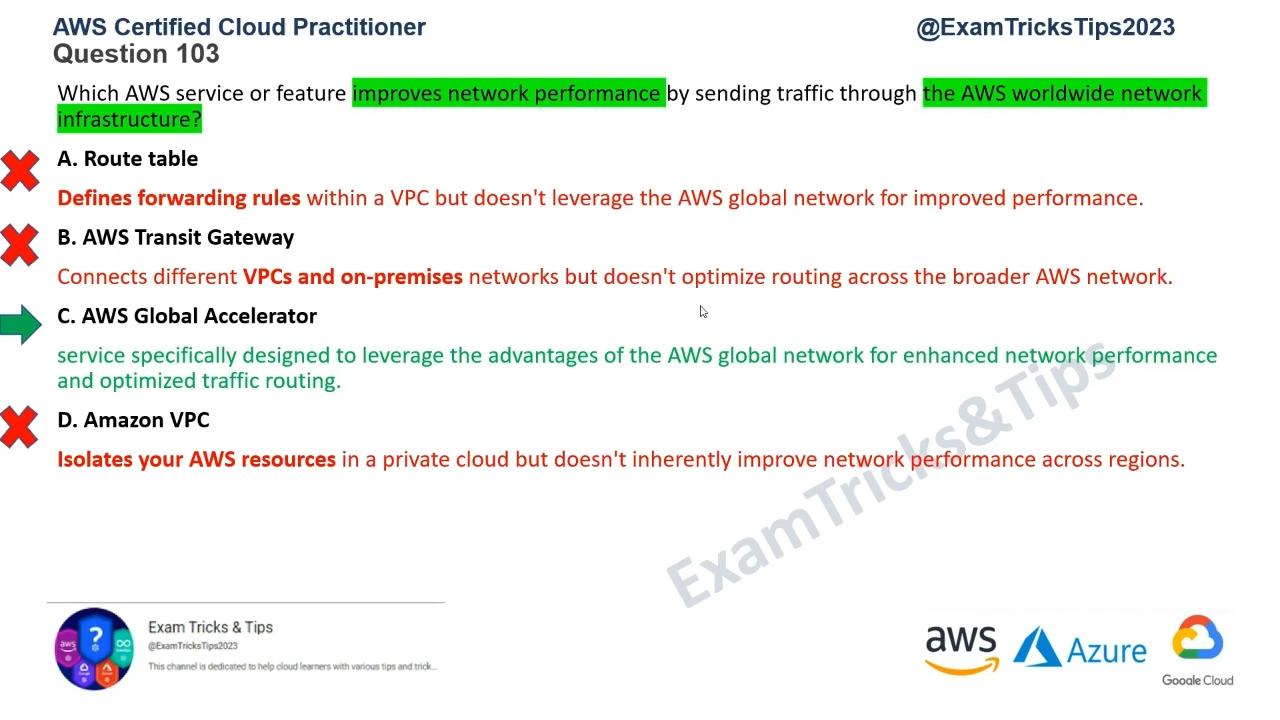 AWS Certified Cloud Practitioner
@ExamTricksTips2023
Question 103
Which AWS service or feature improves network performance by sending traffic through the AWS worldwide network
infrastructure?
A. Route table
Defines forwarding rules within a VPC but doesn't leverage the AWS global network for improved performance.
B. AWS Transit Gateway
Connects different VPCs and on-premises networks but doesn't optimize routing across the broader AWS network.
C. AWS Global Accelerator
service specifically designed to leverage the advantages of the AWS global network for enhanced network performance
and optimized traffic routing.
D. Amazon VPC
Isolates your AWS resources in a private cloud but doesn't inherently improve network performance across regions.
ExamTricks&Tips
Exam Tricks & Tips
@ExamTricksTips2023
This channel is dedicated to help cloud learners with various tips and trick...
aws
?
aws
Azure
Google Cloud